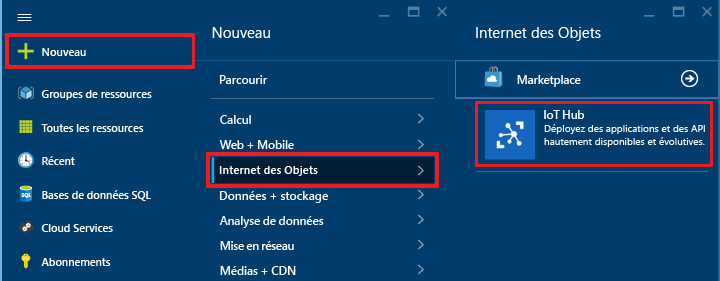 Nouveau
Groupes de ressources
Toutes les ressources
Récent
Bases de données SQL
Cloud Services
Abonnements
Nouveau
Parcourir
Calcul
Web + Mobile
Internet des Objets
Données + stockage
Analyse de données
Mise en réseau
Médias + CDN
Internet des Objets
Marketplace
IoT Hub
Déployez des applications et des API
hautement disponibles et évolutives.